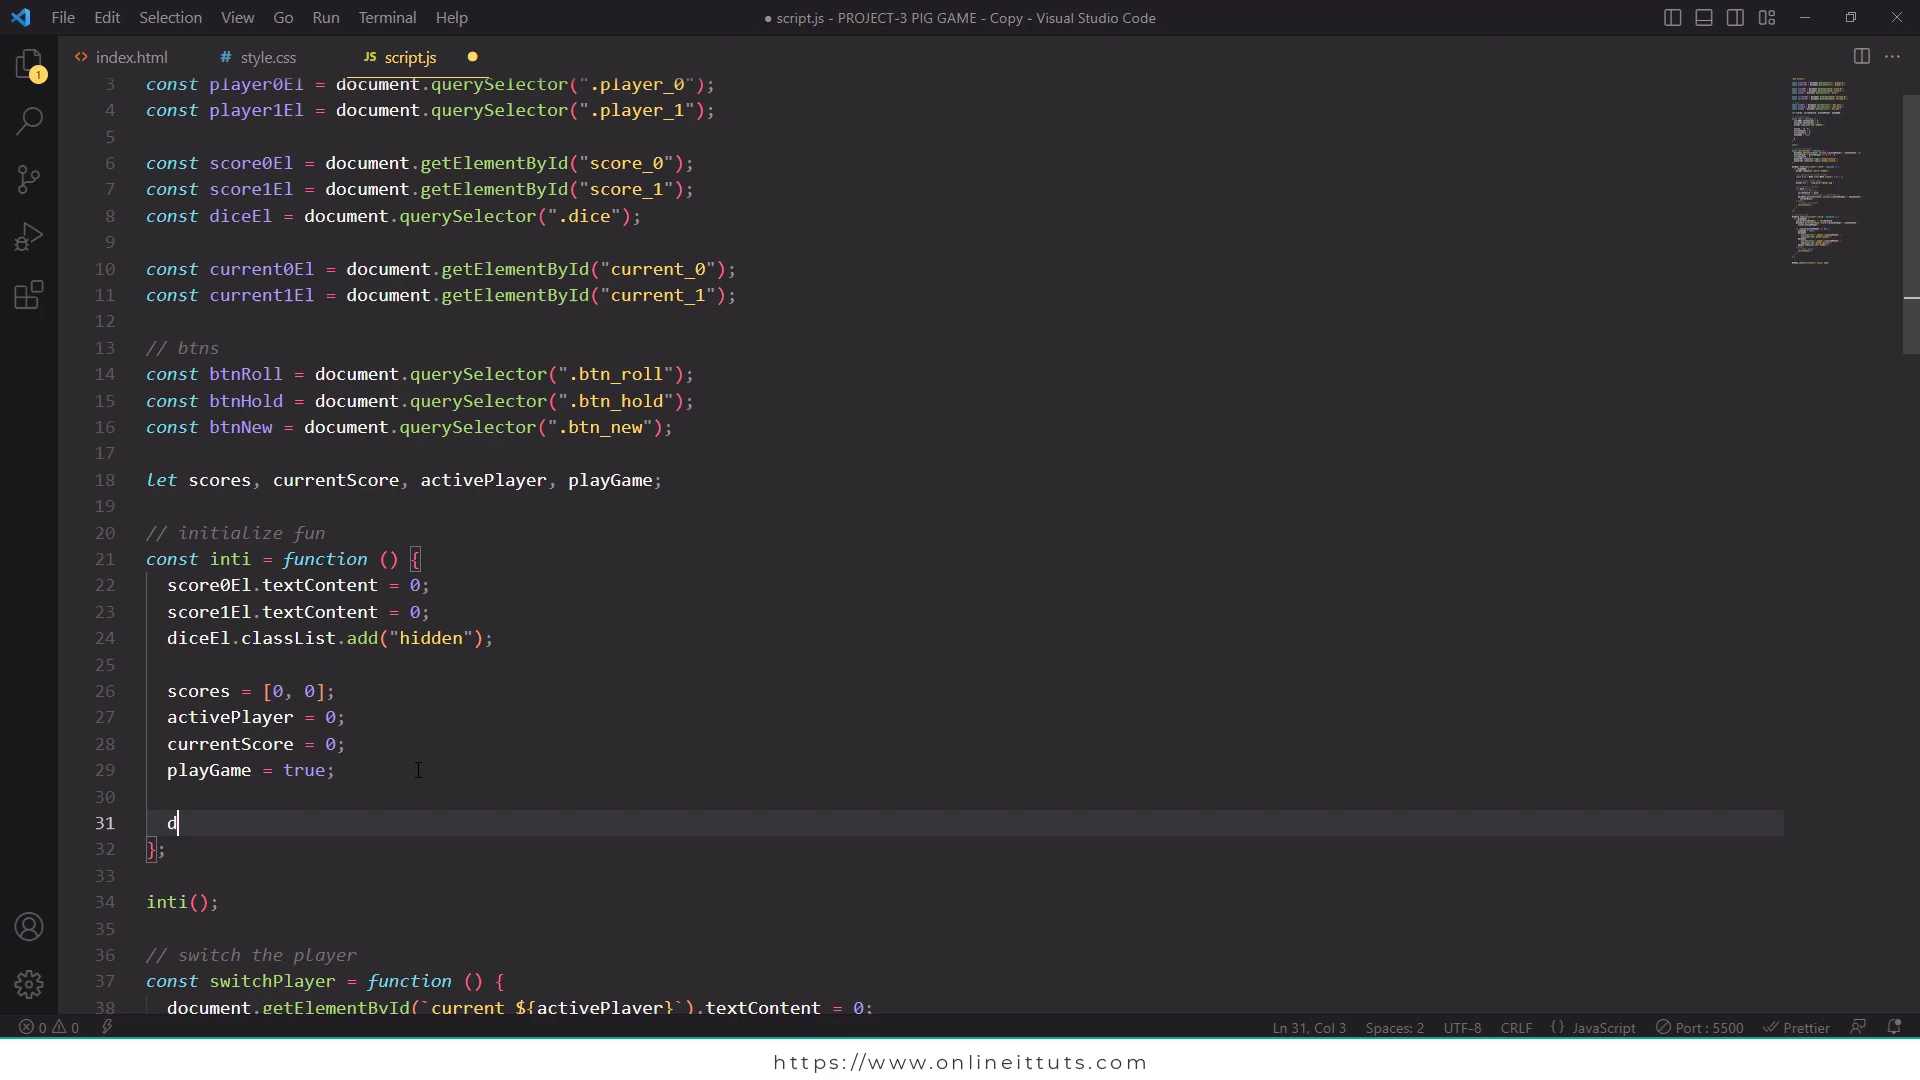 File Edit Selection View Go Run Terminal Help
● script.js - PROJECT-3 PIG GAME - Copy - Visual Studio Code
index.html # style.css JS script.js
1
3 const player0El = document.querySelector(".player_0");
4 const player1El = document.querySelector(".player_1");
5
6 const score0El = document.getElementById("score_0");
7 const score1El = document.getElementById("score_1");
8 const diceEl = document.querySelector(".dice");
9
10 const current0El = document.getElementById("current_0");
11 const current1El = document.getElementById("current_1");
12
13 // btns
14 const btnRoll = document.querySelector(".btn_roll");
15 const btnHold = document.querySelector(".btn_hold");
16 const btnNew = document.querySelector(".btn_new");
17
18 let scores, currentScore, activePlayer, playGame;
19
20 // initialize fun
21 const inti = function () {
22 score0El.textContent = 0;
23 score1El.textContent = 0;
24 diceEl.classList.add("hidden");
25
26 scores = [0, 0];
27 activePlayer = 0;
28 currentScore = 0;
29 playGame = true;
30
31 d
32 };
33
34 inti();
35
36 // switch the player
37 const switchPlayer = function () {
38 document.getElementById(`current_${activePlayer}`).textContent = 0;
0 0 Ln 31, Col 3 Spaces: 2 UTF-8 CRLF {} JavaScript Port : 5500 Prettier
https://www.onlineittuts.com